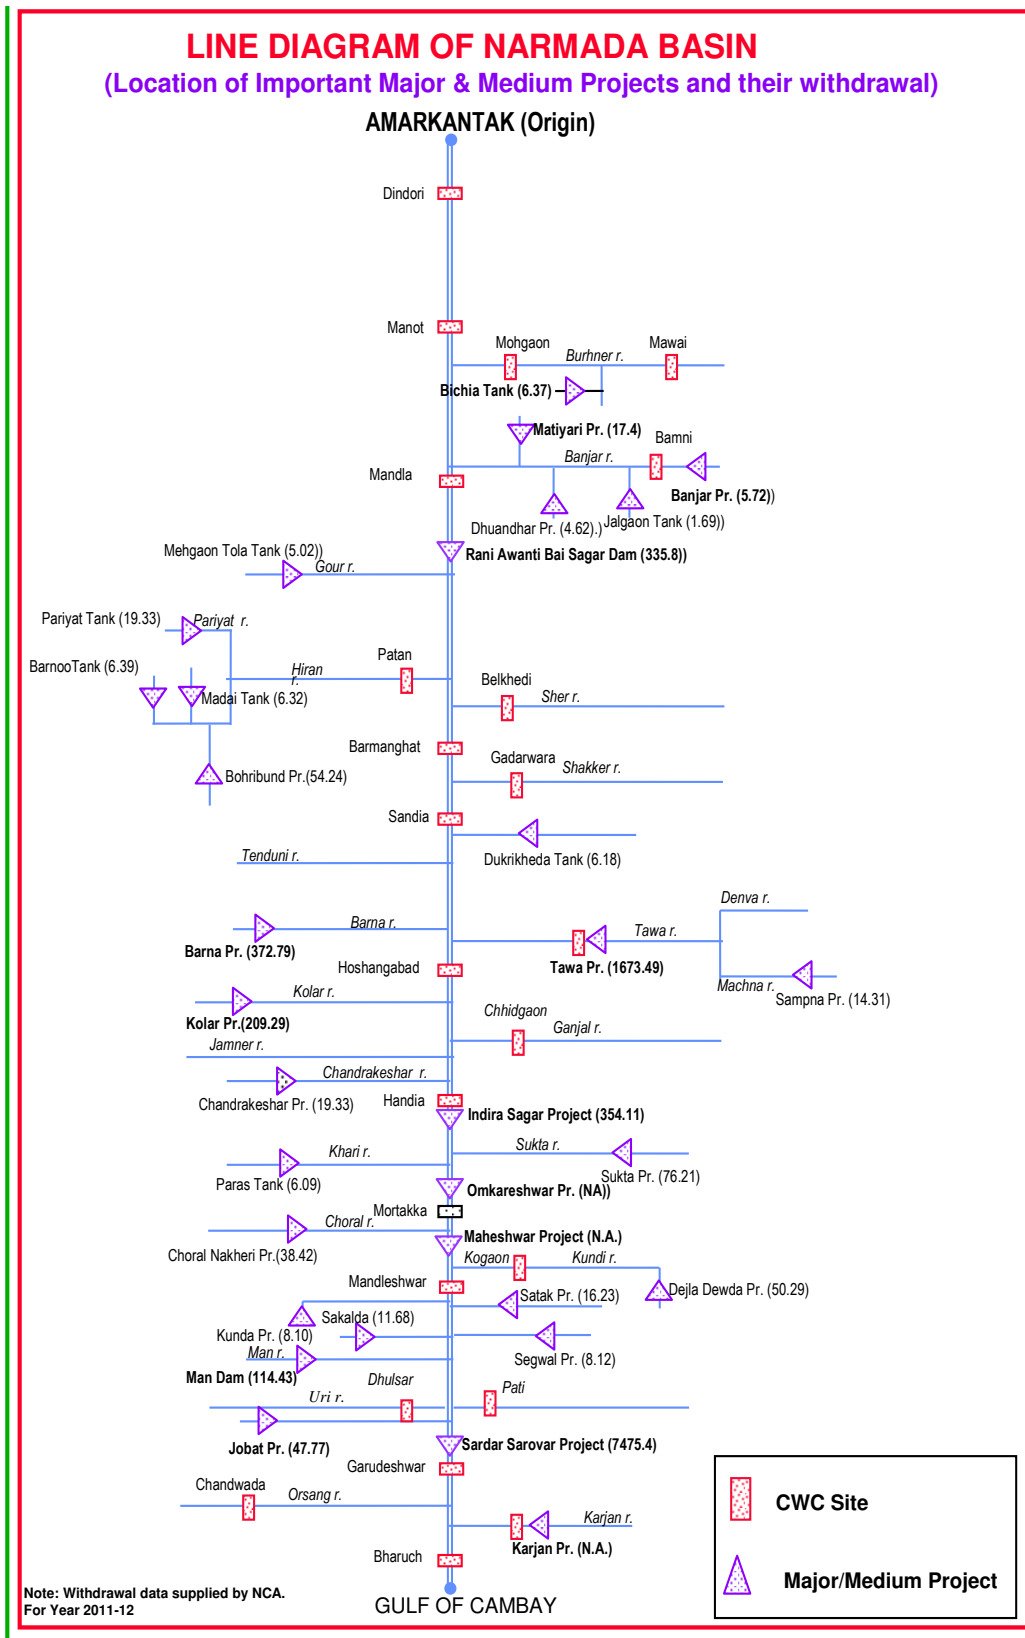 LINE DIAGRAM OF NARMADA BASIN
(Location of Important Major & Medium Projects and their withdrawal)
AMARKANTAK (Origin)
Dindori
Manot
Mohgaon
Burhner r.
Mawai
Bichia Tank (6.37)
Matiyari Pr. (17.4)
Bamni
Banjar r.
Mandla
Banjar Pr. (5.72))
Jalgaon Tank (1.69))
Dhuandhar Pr. (4.62).)
Mehgaon Tola Tank (5.02))
Rani Awanti Bai Sagar Dam (335.8))
Gour r.
Pariyat Tank (19.33)
Pariyat r.
BarnooTank (6.39)
Patan
Hiran
r.
Madai Tank (6.32)
Belkhedi
Sher r.
Barmanghat
Gadarwara
Shakker r.
Bohribund Pr.(54.24)
Sandia
Tenduni r.
Dukrikheda Tank (6.18)
Denva r.
Barna r.
Tawa r.
Barna Pr. (372.79)
Tawa Pr. (1673.49)
Hoshangabad
Machna r.
Sampna Pr. (14.31)
Kolar r.
Kolar Pr.(209.29)
Chhidgaon
Ganjal r.
Jamner r.
Chandrakeshar r.
Chandrakeshar Pr. (19.33)
Handia
Indira Sagar Project (354.11)
Khari r.
Sukta r.
Sukta Pr. (76.21)
Paras Tank (6.09)
Omkareshwar Pr. (NA))
Mortakka
Choral r.
Maheshwar Project (N.A.)
Choral Nakheri Pr.(38.42)
Kogaon
Kundi r.
Mandleshwar
Satak Pr. (16.23)
Dejla Dewda Pr. (50.29)
Sakalda (11.68)
Kunda Pr. (8.10)
Man r.
Segwal Pr. (8.12)
Man Dam (114.43)
Dhulsar
Pati
Uri r.
Jobat Pr. (47.77)
Sardar Sarovar Project (7475.4)
Garudeshwar
Chandwada
Orsang r.
Karjan r.
Karjan Pr. (N.A.)
Bharuch
CWC Site
Major/Medium Project
Note: Withdrawal data supplied by NCA.
For Year 2011-12
GULF OF CAMBAY